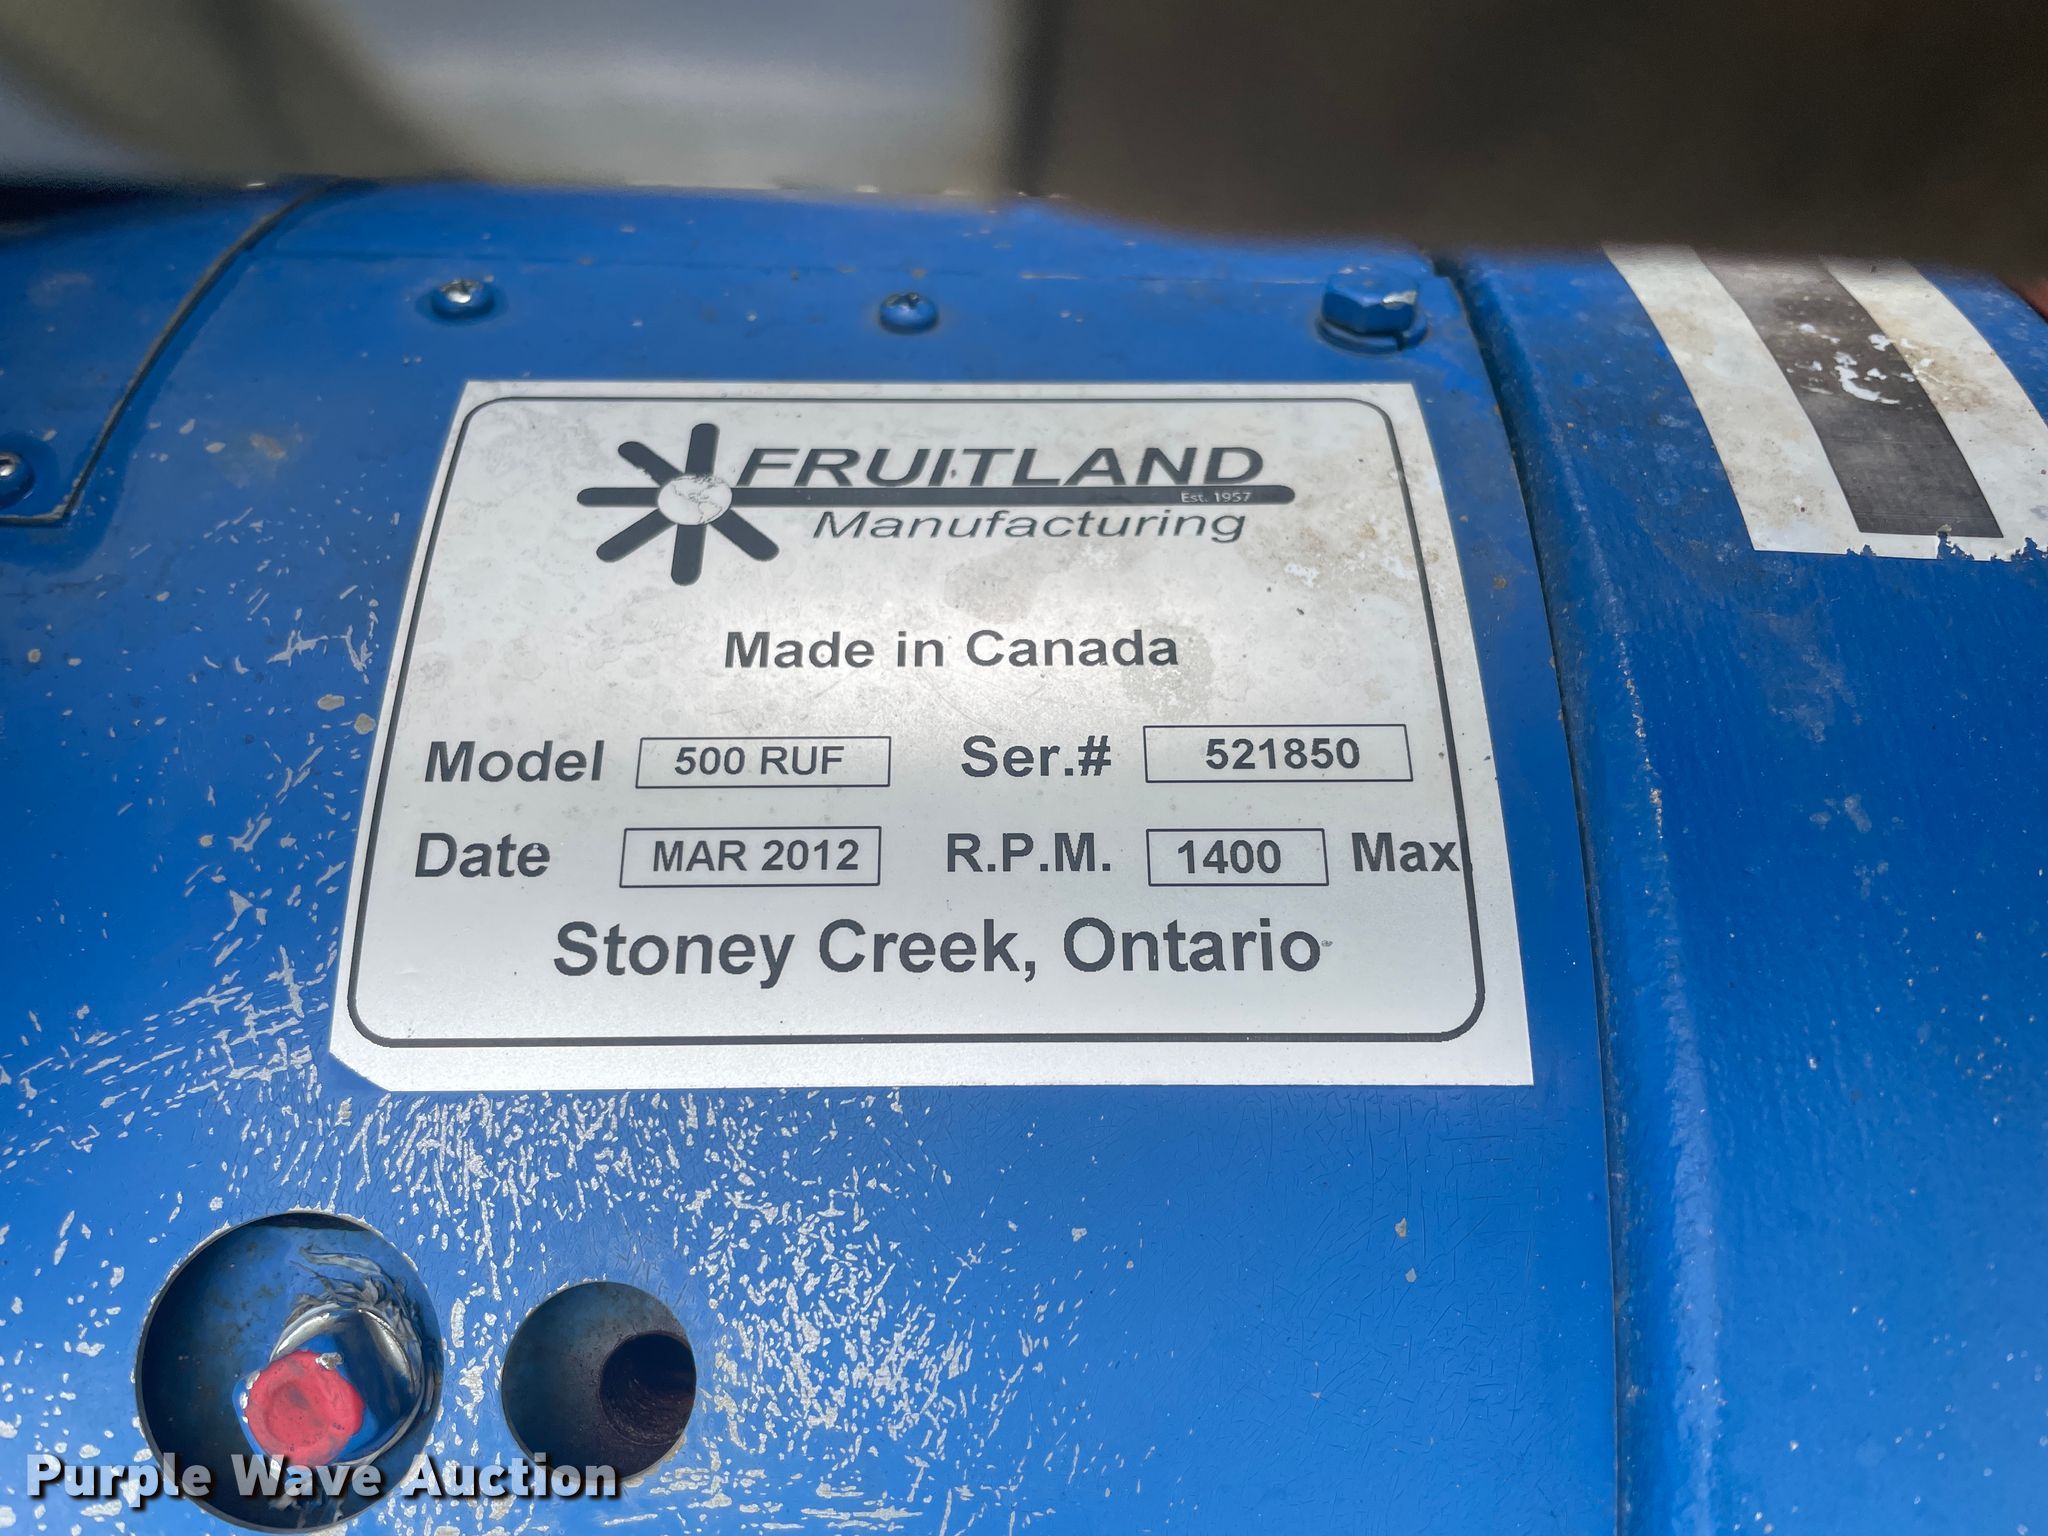 FRUITLAND
Est. 1957
Manufacturing
Made in Canada
Model 500 RUF Ser.# 521850
Date MAR 2012 R.P.M. 1400 Max
Stoney Creek, Ontario
Purple Wave Auction